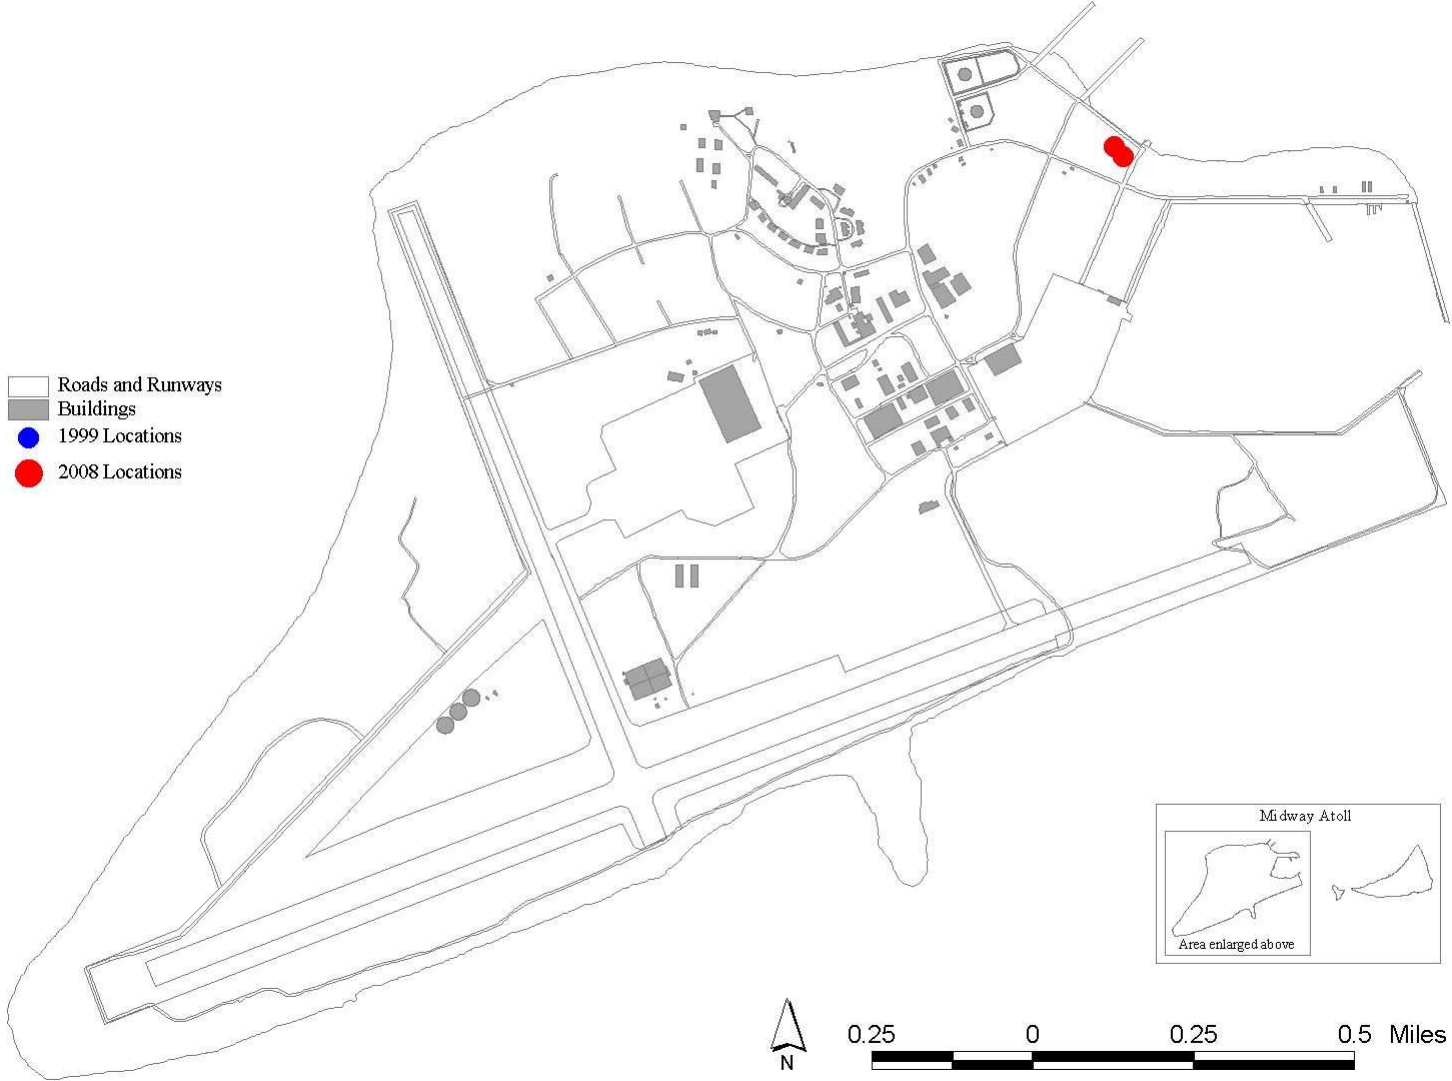 Roads and Runways
Buildings
1999 Locations
2008 Locations
Midway Atoll
Area enlarged above
N
0.25 0 0.25 0.5 Miles